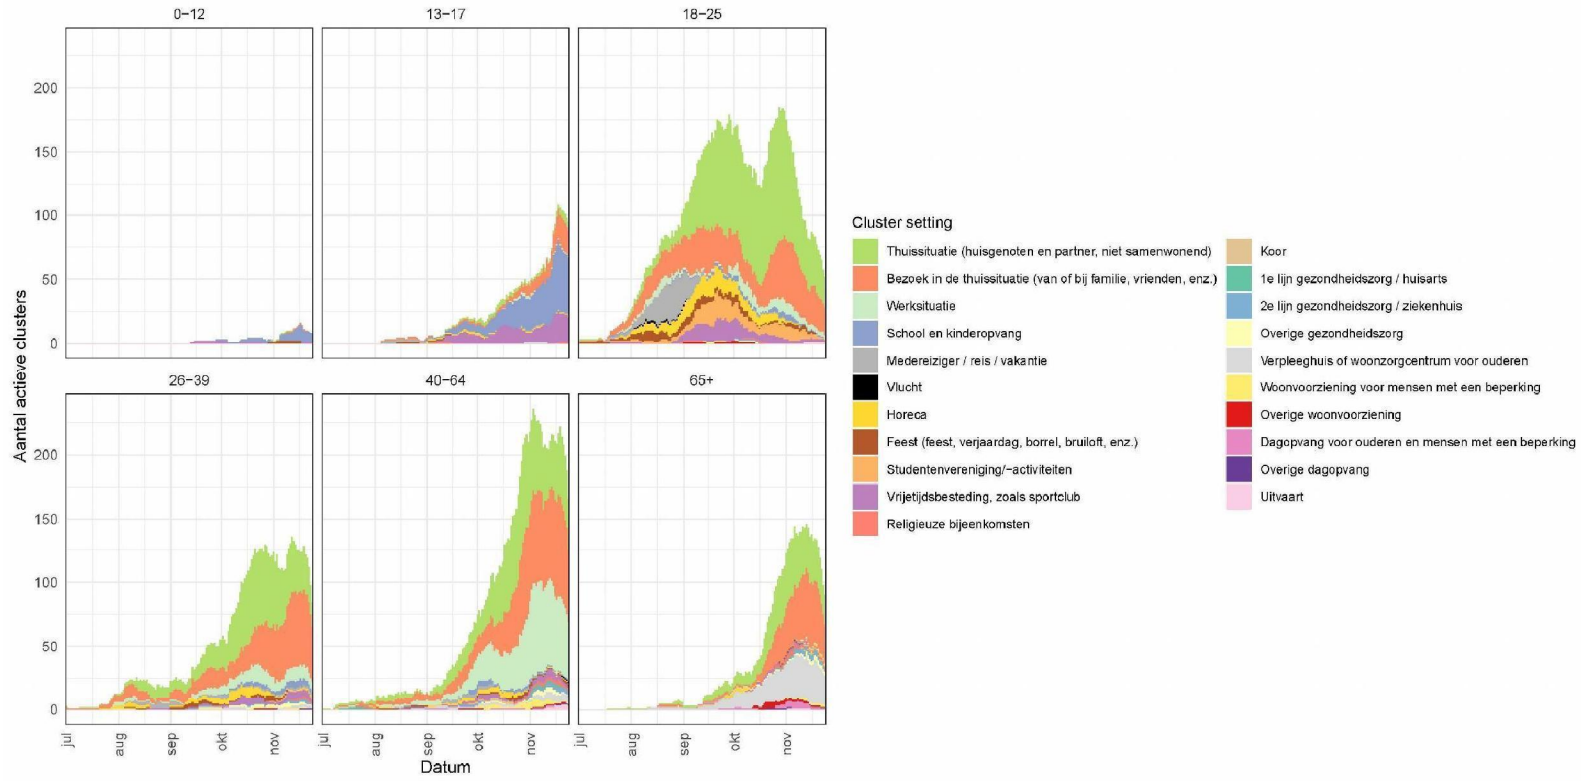 0−12
13−17
18−25
200
150
100
50
0
26−39
40−64
65+
200
150
100
50
0
Aantal actieve clusters
jul
aug
sep
okt
nov
jul
aug
sep
okt
nov
jul
aug
sep
okt
nov
Datum
Cluster setting
Thuissituatie (huisgenoten en partner, niet samenwonend)
Bezoek in de thuissituatie (van of bij familie, vrienden, enz.)
Werksituatie
School en kinderopvang
Medereiziger / reis / vakantie
Vlucht
Horeca
Feest (feest, verjaardag, borrel, bruiloft, enz.)
Studentenvereniging/−activiteiten
Vrijetijdsbesteding, zoals sportclub
Religieuze bijeenkomsten
Koor
1e lijn gezondheidszorg / huisarts
2e lijn gezondheidszorg / ziekenhuis
Overige gezondheidszorg
Verpleeghuis of woonzorgcentrum voor ouderen
Woonvoorziening voor mensen met een beperking
Overige woonvoorziening
Dagopvang voor ouderen en mensen met een beperking
Overige dagopvang
Uitvaart